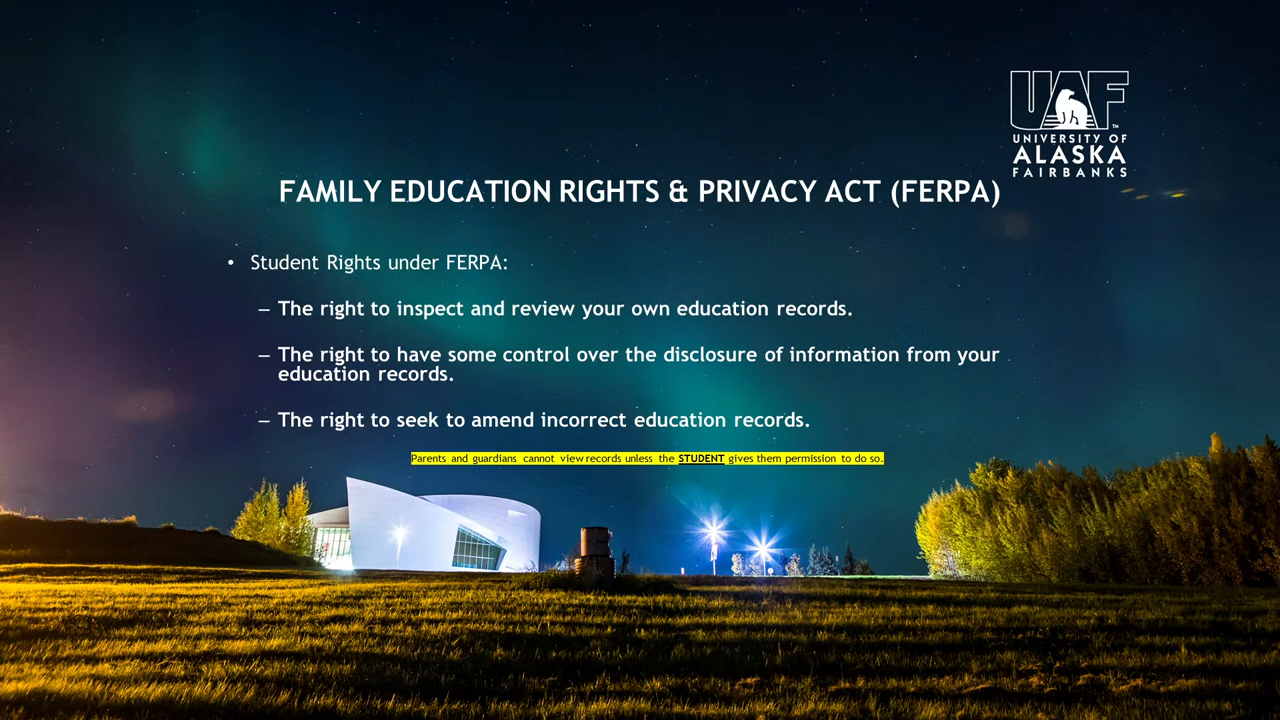 UAF
UNIVERSITY OF
ALASKA
FAIRBANKS
FAMILY EDUCATION RIGHTS & PRIVACY ACT (FERPA)
• Student Rights under FERPA:
– The right to inspect and review your own education records.
– The right to have some control over the disclosure of information from your
education records.
– The right to seek to amend incorrect education records.
Parents and guardians cannot view records unless the STUDENT gives them permission to do so.